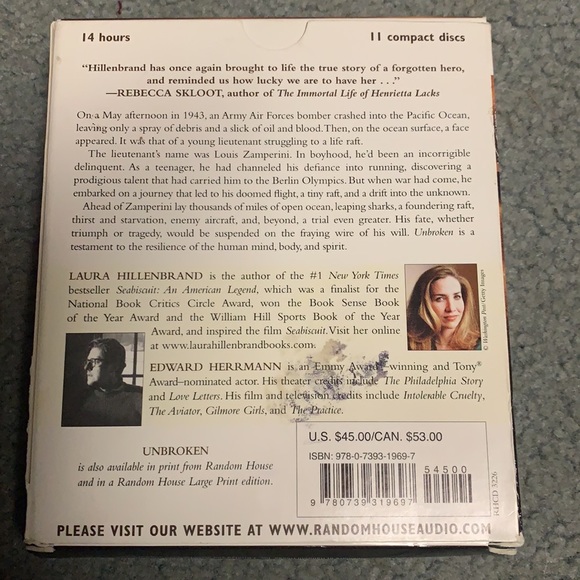 14 hours
11 compact discs
“Hillenbrand has once again brought to life the true story of a forgotten hero,
and reminded us how lucky we are to have her . . .”
—REBECCA SKLOOT, author of The Immortal Life of Henrietta Lacks
On a May afternoon in 1943, an Army Air Forces bomber crashed into the Pacific Ocean,
leaving only a spray of debris and a slick of oil and blood. Then, on the ocean surface, a face
appeared. It was that of a young lieutenant struggling to a life raft.
The lieutenant’s name was Louis Zamperini. In boyhood, he’d been an incorrigible
delinquent. As a teenager, he had channeled his defiance into running, discovering a
prodigious talent that had carried him to the Berlin Olympics. But when war had come, he
embarked on a journey that led to his doomed flight, a tiny raft, and a drift into the unknown.
Ahead of Zamperini lay thousands of miles of open ocean, leaping sharks, a foundering raft,
thirst and starvation, enemy aircraft, and, beyond, a trial even greater. His fate, whether
triumph or tragedy, would be suspended on the fraying wire of his will. Unbroken is a
testament to the resilience of the human mind, body, and spirit.
LAURA HILLENBRAND is the author of the #1 New York Times
bestseller Seabiscuit: An American Legend, which was a finalist for the
National Book Critics Circle Award, won the Book Sense Book
of the Year Award and the William Hill Sports Book of the Year
Award, and inspired the film Seabiscuit. Visit her online
at www.laurahillenbrandbooks.com.
© Washington Post/Getty Images
EDWARD HERRMANN is an Emmy Award-winning and Tony®
Award–nominated actor. His theater credits include The Philadelphia Story
and Love Letters. His film and television credits include Intolerable Cruelty,
The Aviator, Gilmore Girls, and The Practice.
UNBROKEN
is also available in print from Random House
and in a Random House Large Print edition.
U.S. $45.00/CAN. $53.00
ISBN: 978-0-7393-1969-7
54500
9 780739 319697
RHCD 3226
PLEASE VISIT OUR WEBSITE AT WWW.RANDOMHOUSEAUDIO.COM